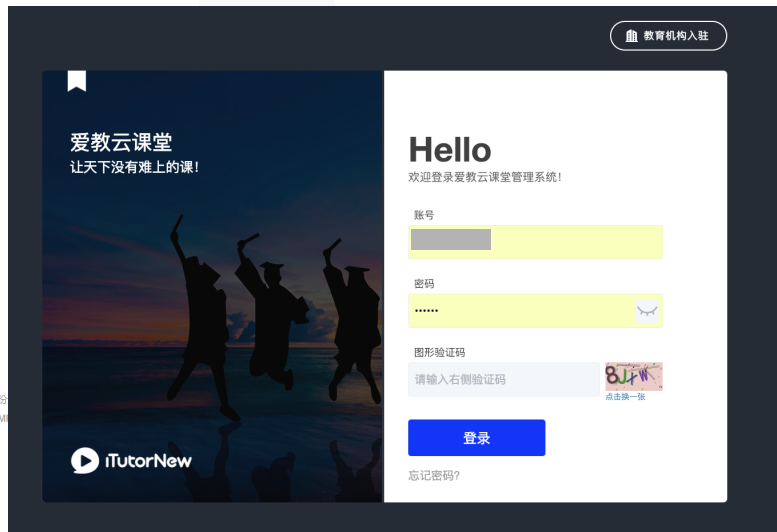 教育机构入驻
爱教云课堂
让天下没有难上的课!
iTutorNew
Hello
欢迎登录爱教云课堂管理系统!
账号
密码
······
图形验证码
请输入右侧验证码
点击换一张
登录
忘记密码?
份